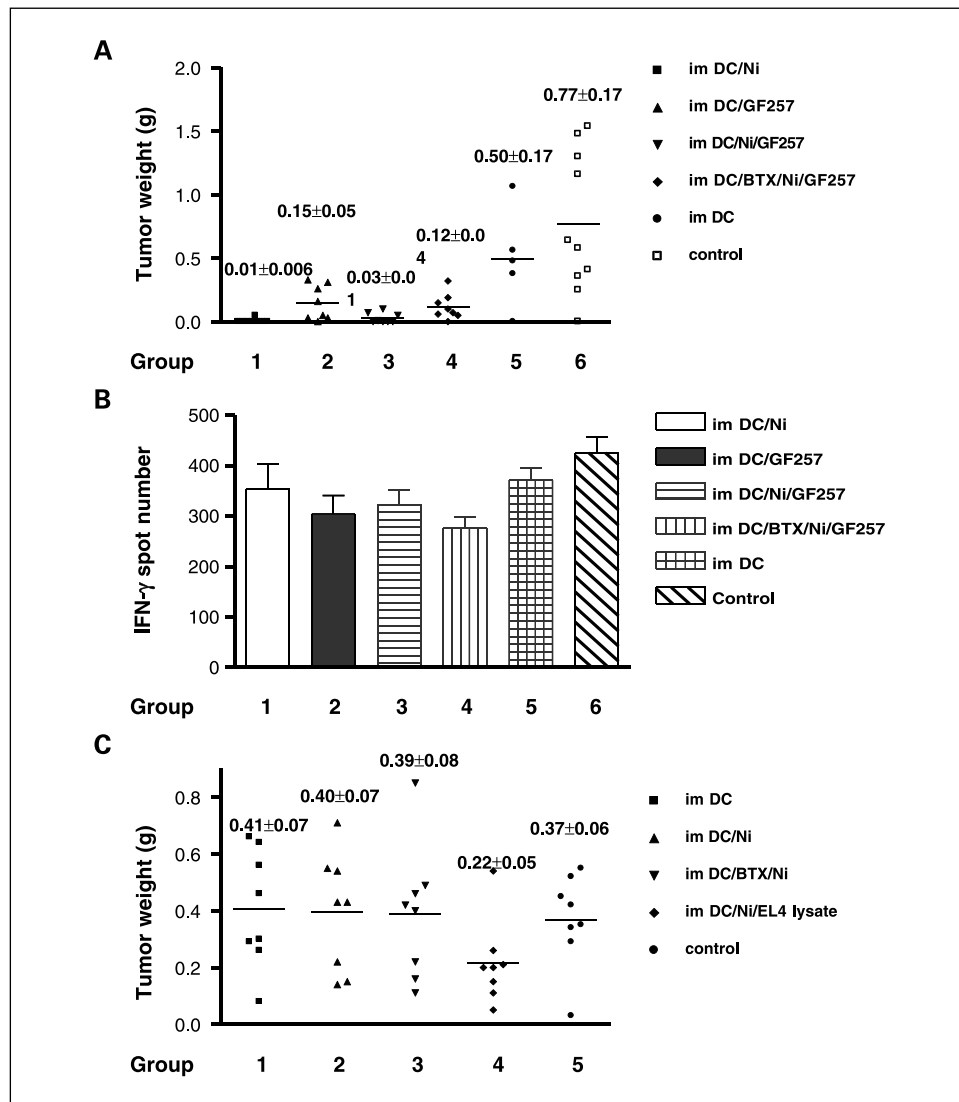 A
Tumor weight (g)
2.0
1.5
1.0
0.5
0.0
0.01±0.006
0.15±0.05
0.03±0.0
1
0.12±0.0
4
0.50±0.17
0.77±0.17
Group 1 2 3 4 5 6
im DC/Ni
im DC/GF257
im DC/Ni/GF257
im DC/BTX/Ni/GF257
im DC
control
B
IFN-γ spot number
500
400
300
200
100
0
Group 1 2 3 4 5 6
im DC/Ni
im DC/GF257
im DC/Ni/GF257
im DC/BTX/Ni/GF257
im DC
Control
C
Tumor weight (g)
0.8
0.6
0.4
0.2
0.0
0.41±0.07
0.40±0.07
0.39±0.08
0.22±0.05
0.37±0.06
Group 1 2 3 4 5
im DC
im DC/Ni
im DC/BTX/Ni
im DC/Ni/EL4 lysate
control